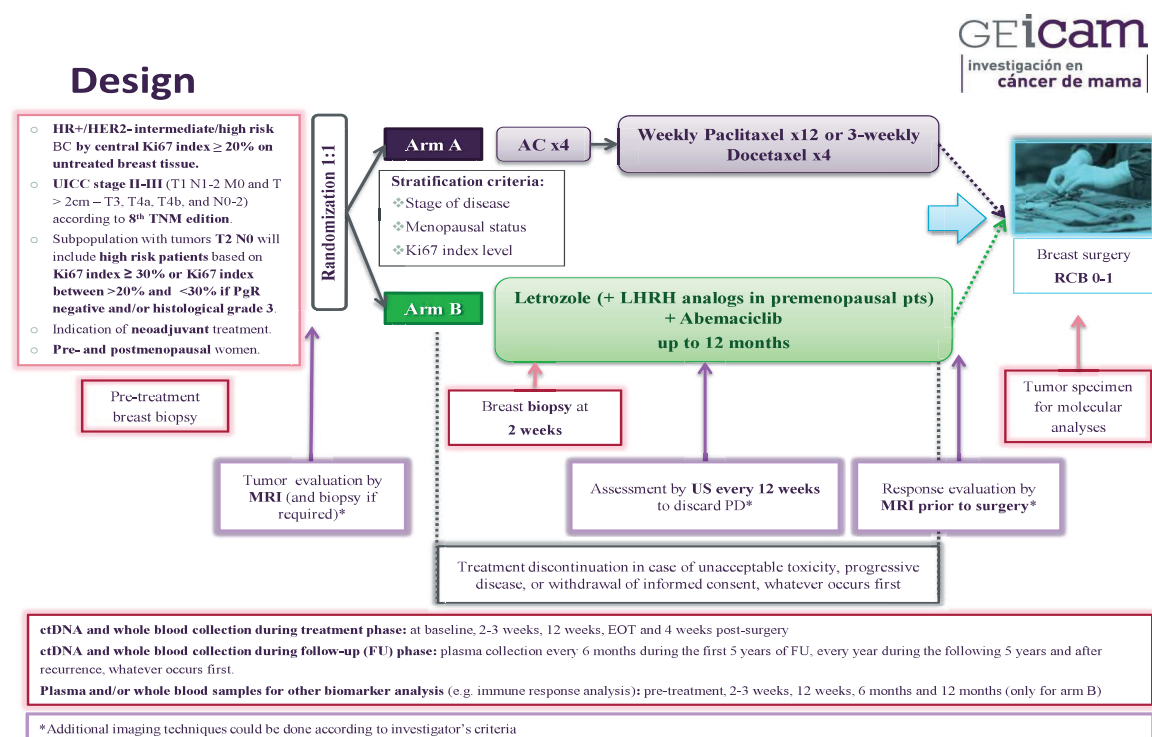 GEicam
investigación en
cáncer de mama
Design
○ HR+/HER2- intermediate/high risk
BC by central Ki67 index ≥ 20% on
untreated breast tissue.
○ UICC stage II-III (T1 N1-2 M0 and T
> 2cm – T3, T4a, T4b, and N0-2)
according to 8th TNM edition.
○ Subpopulation with tumors T2 N0 will
include high risk patients based on
Ki67 index ≥ 30% or Ki67 index
between >20% and <30% if PgR
negative and/or histological grade 3.
○ Indication of neoadjuvant treatment.
○ Pre- and postmenopausal women.
Randomization 1:1
Arm A
AC x4
Weekly Paclitaxel x12 or 3-weekly
Docetaxel x4
Stratification criteria:
❖Stage of disease
❖Menopausal status
❖Ki67 index level
Breast surgery
RCB 0-1
Arm B
Letrozole (+ LHRH analogs in premenopausal pts)
+ Abemaciclib
up to 12 months
Pre-treatment
breast biopsy
Breast biopsy at
2 weeks
Tumor specimen
for molecular
analyses
Tumor evaluation by
MRI (and biopsy if
required)*
Assessment by US every 12 weeks
to discard PD*
Response evaluation by
MRI prior to surgery*
Treatment discontinuation in case of unacceptable toxicity, progressive
disease, or withdrawal of informed consent, whatever occurs first
ctDNA and whole blood collection during treatment phase: at baseline, 2-3 weeks, 12 weeks, EOT and 4 weeks post-surgery
ctDNA and whole blood collection during follow-up (FU) phase: plasma collection every 6 months during the first 5 years of FU, every year during the following 5 years and after
recurrence, whatever occurs first.
Plasma and/or whole blood samples for other biomarker analysis (e.g. immune response analysis): pre-treatment, 2-3 weeks, 12 weeks, 6 months and 12 months (only for arm B)
*Additional imaging techniques could be done according to investigator's criteria